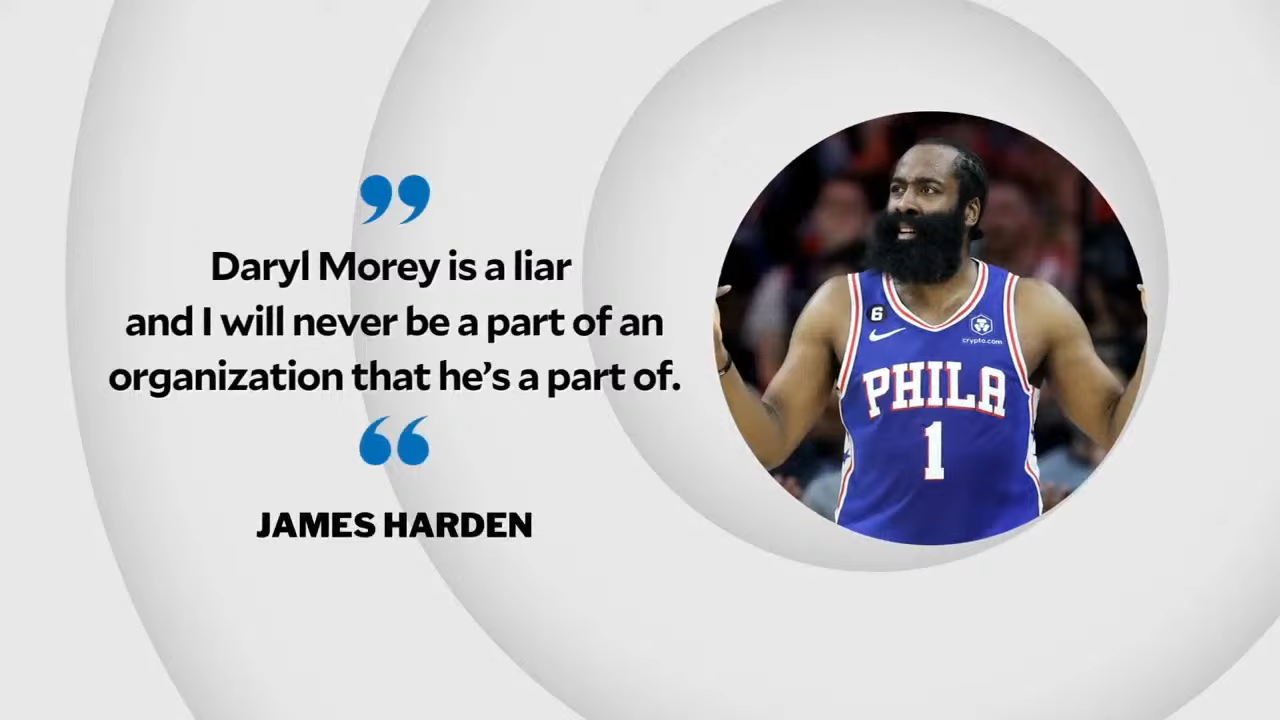 ”
Daryl Morey is a liar
and I will never be a part of an
organization that he’s a part of.
“
JAMES HARDEN
6
crypto.com
PHILA
1